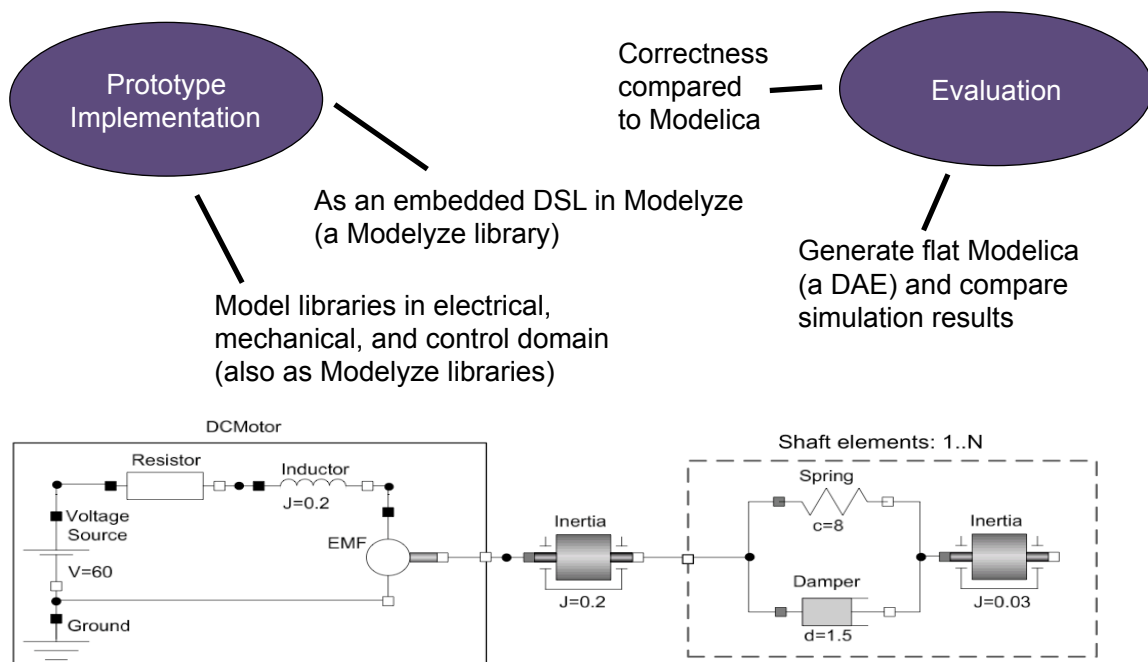 Prototype
Implementation
Correctness
compared
to Modelica
Evaluation
As an embedded DSL in Modelyze
(a Modelyze library)
Generate flat Modelica
(a DAE) and compare
simulation results
Model libraries in electrical,
mechanical, and control domain
(also as Modelyze libraries)
DCMotor
Resistor
Inductor
J=0.2
Voltage
Source
V=60
EMF
Ground
Inertia
J=0.2
Shaft elements: 1..N
Spring
c=8
Damper
d=1.5
Inertia
J=0.03